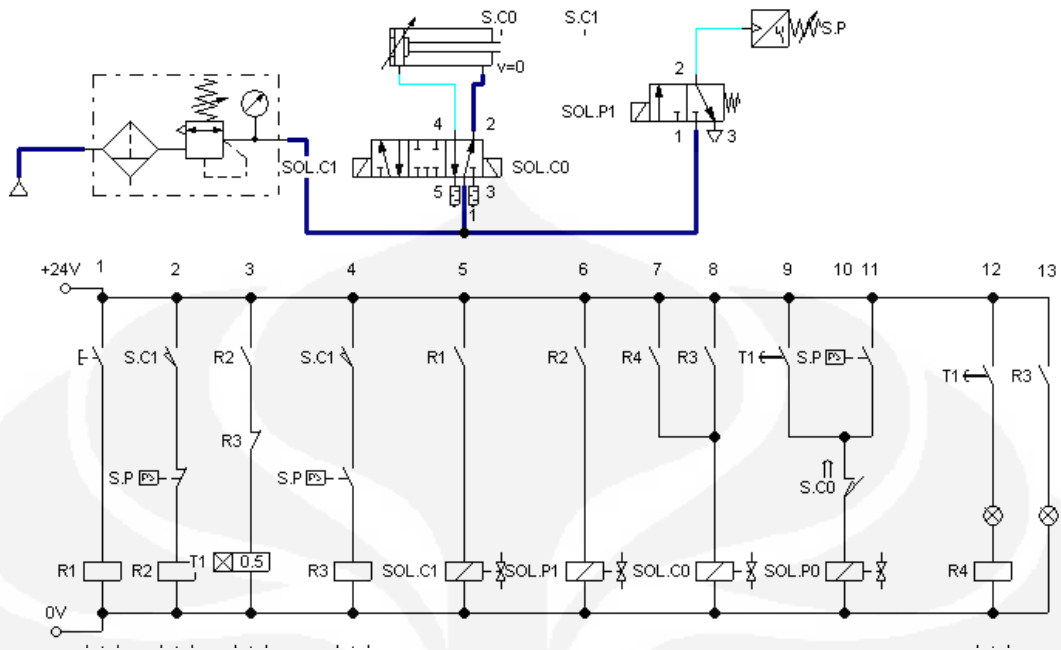 S.C0 S.C1 S.P
v=0
2
SOL.P1
4 2
1 3
SOL.C1 SOL.C0
5 3
1
+24V 1 2 3 4 5 6 7 8 9 10 11 12 13
S.C1 R2 S.C1 R1 R2 R4 R3 T1 S.P T1 R3
R3
S.P S.P S.C0
R1 R2 T1 0.5 R3 SOL.C1 SOL.P1 SOL.C0 SOL.P0 R4
0V